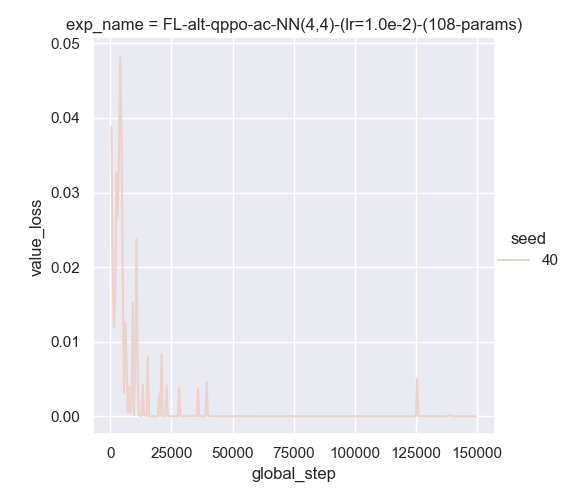 exp_name = FL-alt-qppo-ac-NN(4,4)-(lr=1.0e-2)-(108-params)
0.05
0.04
0.03
0.02
0.01
0.00
value_loss
0 25000 50000 75000 100000 125000 150000
global_step
seed
40